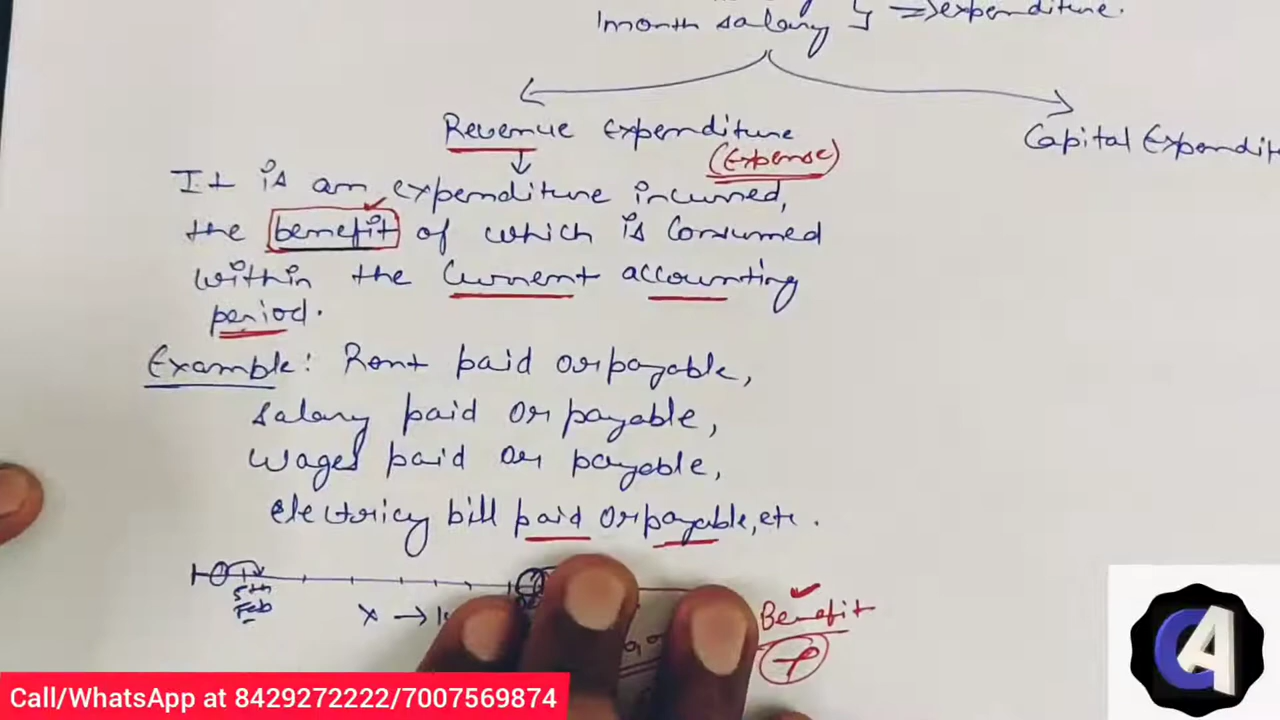 1month salary } ⇒ expenditure.
Revenue Expenditure
(Expense)
Capital Expendit
It is an expenditure incurred,
the benefit of which is Consumed
within the Current accounting
period.
Example: Rent paid or payable,
salary paid or payable,
Wages paid or payable,
electricity bill paid or payable, etc.
5th
Feb
X →
Benefit
Call/WhatsApp at 8429272222/7007569874
CA